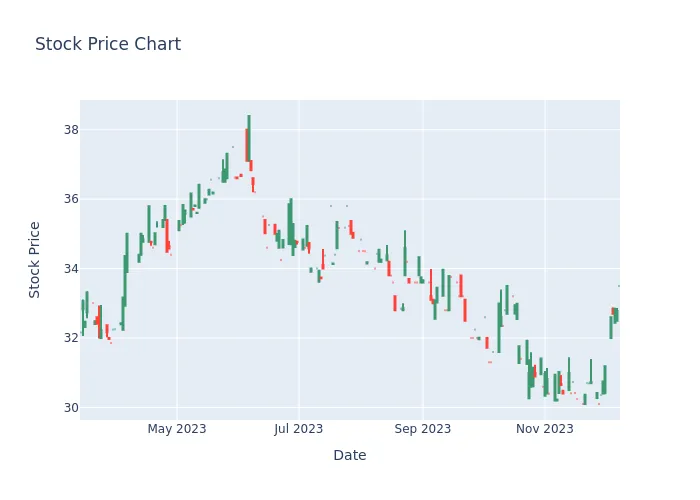 Stock Price Chart
Stock Price
38
36
34
32
30
May 2023
Jul 2023
Sep 2023
Nov 2023
Date